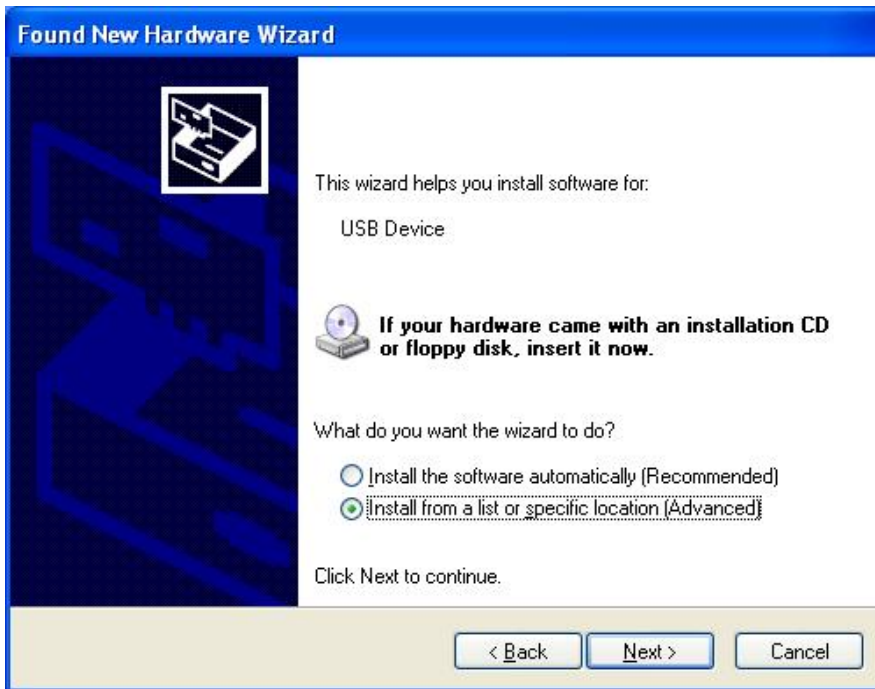 Found New Hardware Wizard
This wizard helps you install software for:
USB Device
If your hardware came with an installation CD
or floppy disk, insert it now.
What do you want the wizard to do?
Install the software automatically (Recommended)
Install from a list or specific location (Advanced)
Click Next to continue.
< Back Next > Cancel